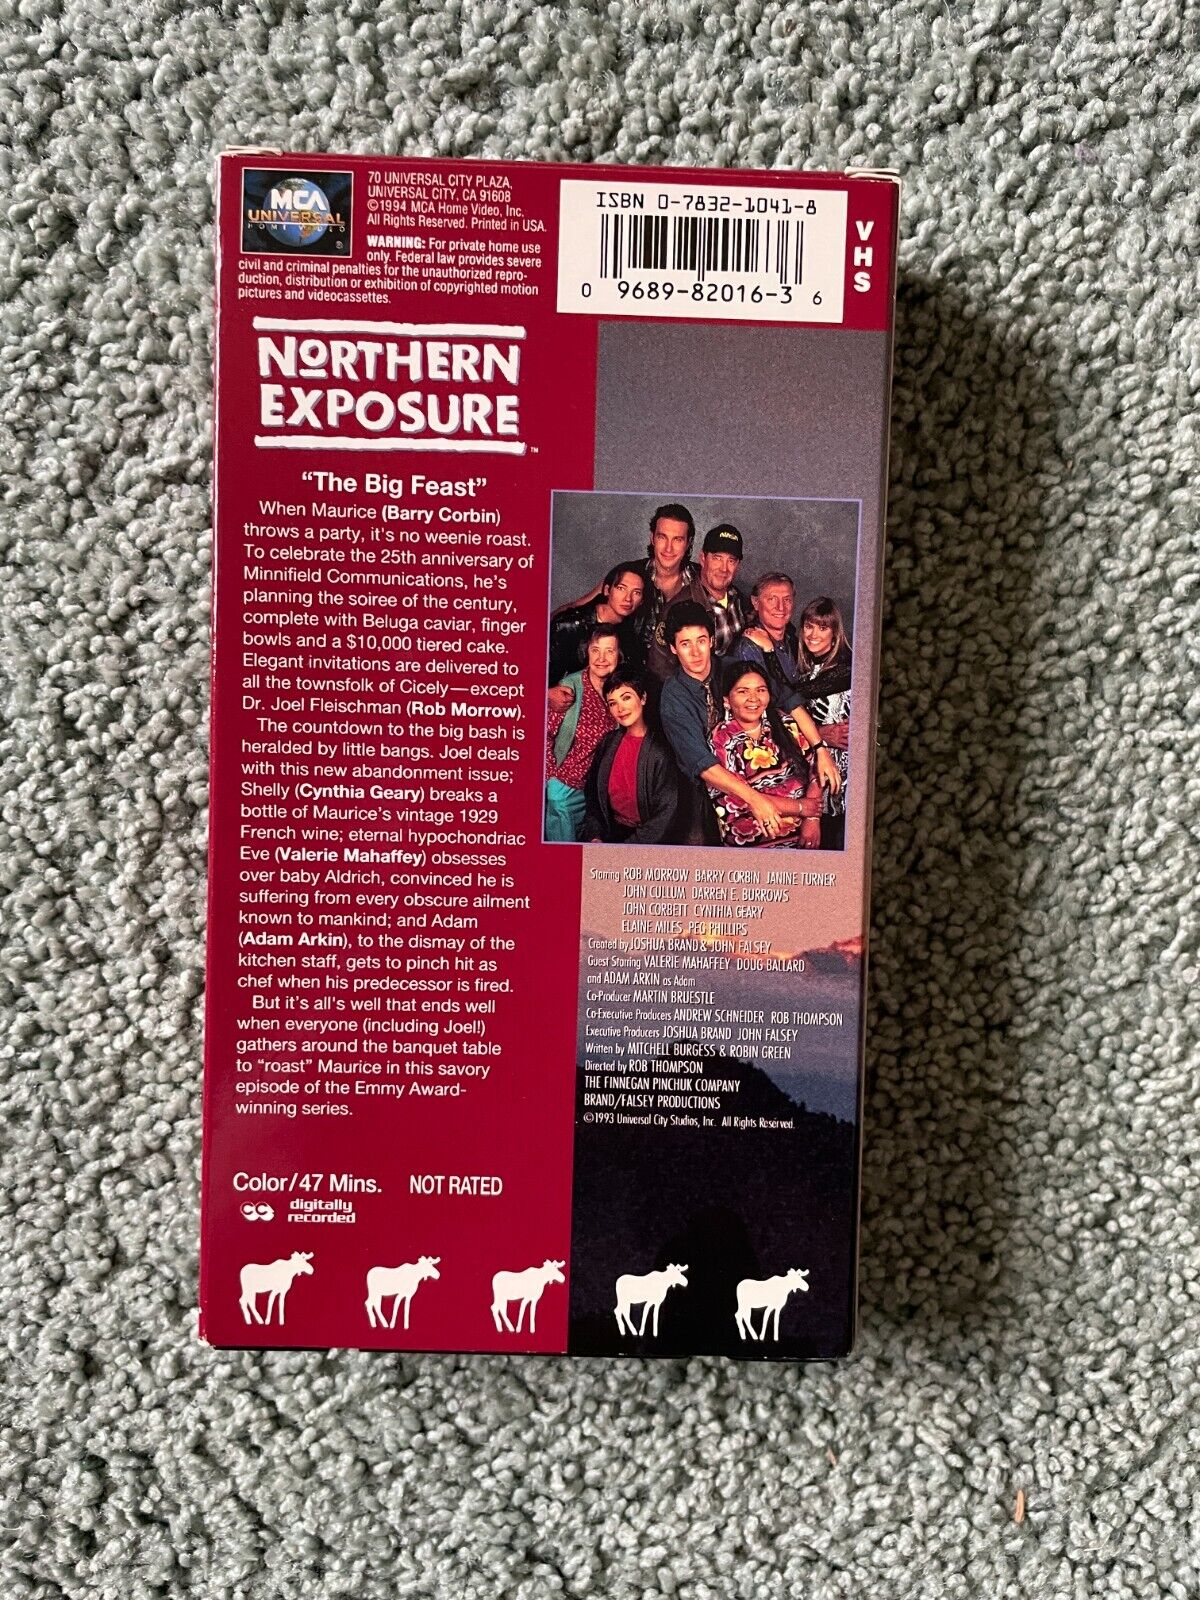 MCA
UNIVERSAL
HOME VIDEO
®
70 UNIVERSAL CITY PLAZA,
UNIVERSAL CITY, CA 91608
©1994 MCA Home Video, Inc.
All Rights Reserved. Printed in USA.
WARNING: For private home use
only. Federal law provides severe
civil and criminal penalties for the unauthorized repro-
duction, distribution or exhibition of copyrighted motion
pictures and videocassettes.
ISBN 0-7832-1041-8
0 9689-82016-3 6
VHS
NORTHERN
EXPOSURE
™
“The Big Feast”
When Maurice (Barry Corbin)
throws a party, it's no weenie roast.
To celebrate the 25th anniversary of
Minnifield Communications, he's
planning the soiree of the century,
complete with Beluga caviar, finger
bowls and a $10,000 tiered cake.
Elegant invitations are delivered to
all the townsfolk of Cicely—except
Dr. Joel Fleischman (Rob Morrow).
The countdown to the big bash is
heralded by little bangs. Joel deals
with this new abandonment issue;
Shelly (Cynthia Geary) breaks a
bottle of Maurice's vintage 1929
French wine; eternal hypochondriac
Eve (Valerie Mahaffey) obsesses
over baby Aldrich, convinced he is
suffering from every obscure ailment
known to mankind; and Adam
(Adam Arkin), to the dismay of the
kitchen staff, gets to pinch hit as
chef when his predecessor is fired.
But it's all's well that ends well
when everyone (including Joel!)
gathers around the banquet table
to “roast” Maurice in this savory
episode of the Emmy Award-
winning series.
Color/47 Mins. NOT RATED
CC digitally
recorded
NASA
Starring ROB MORROW BARRY CORBIN JANINE TURNER
JOHN CULLUM DARREN E. BURROWS
JOHN CORBETT CYNTHIA GEARY
ELAINE MILES PEG PHILLIPS
Created by JOSHUA BRAND & JOHN FALSEY
Guest Starring VALERIE MAHAFFEY DOUG BALLARD
and ADAM ARKIN as Adam
Co-Producer MARTIN BRUESTLE
Co-Executive Producers ANDREW SCHNEIDER ROB THOMPSON
Executive Producers JOSHUA BRAND JOHN FALSEY
Written by MITCHELL BURGESS & ROBIN GREEN
Directed by ROB THOMPSON
THE FINNEGAN PINCHUK COMPANY
BRAND/FALSEY PRODUCTIONS
©1993 Universal City Studios, Inc. All Rights Reserved.